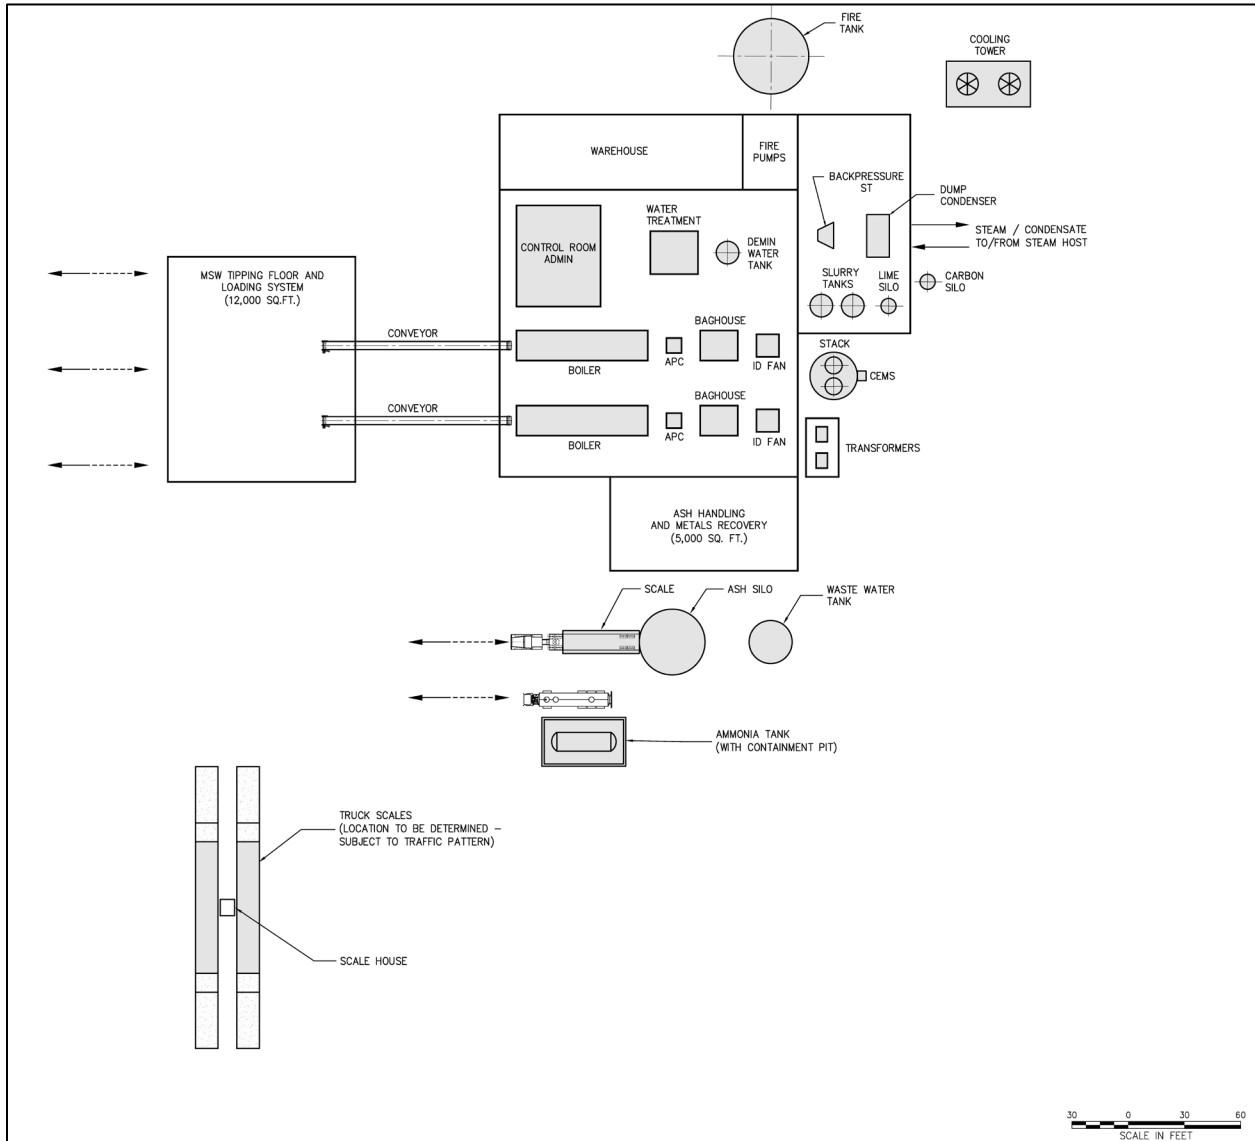 FIRE
TANK
COOLING
TOWER
WAREHOUSE
FIRE
PUMPS
BACKPRESSURE
ST
DUMP
CONDENSER
WATER
TREATMENT
CONTROL ROOM
ADMIN
DEMIN
WATER
TANK
STEAM / CONDENSATE
TO/FROM STEAM HOST
MSW TIPPING FLOOR AND
LOADING SYSTEM
(12,000 SQ.FT.)
SLURRY
TANKS
LIME
SILO
CARBON
SILO
CONVEYOR
BOILER
APC
BAGHOUSE
ID FAN
STACK
CEMS
CONVEYOR
BOILER
APC
BAGHOUSE
ID FAN
TRANSFORMERS
ASH HANDLING
AND METALS RECOVERY
(5,000 SQ. FT.)
SCALE
ASH SILO
WASTE WATER
TANK
AMMONIA TANK
(WITH CONTAINMENT PIT)
TRUCK SCALES
(LOCATION TO BE DETERMINED –
SUBJECT TO TRAFFIC PATTERN)
SCALE HOUSE
30 0 30 60
SCALE IN FEET